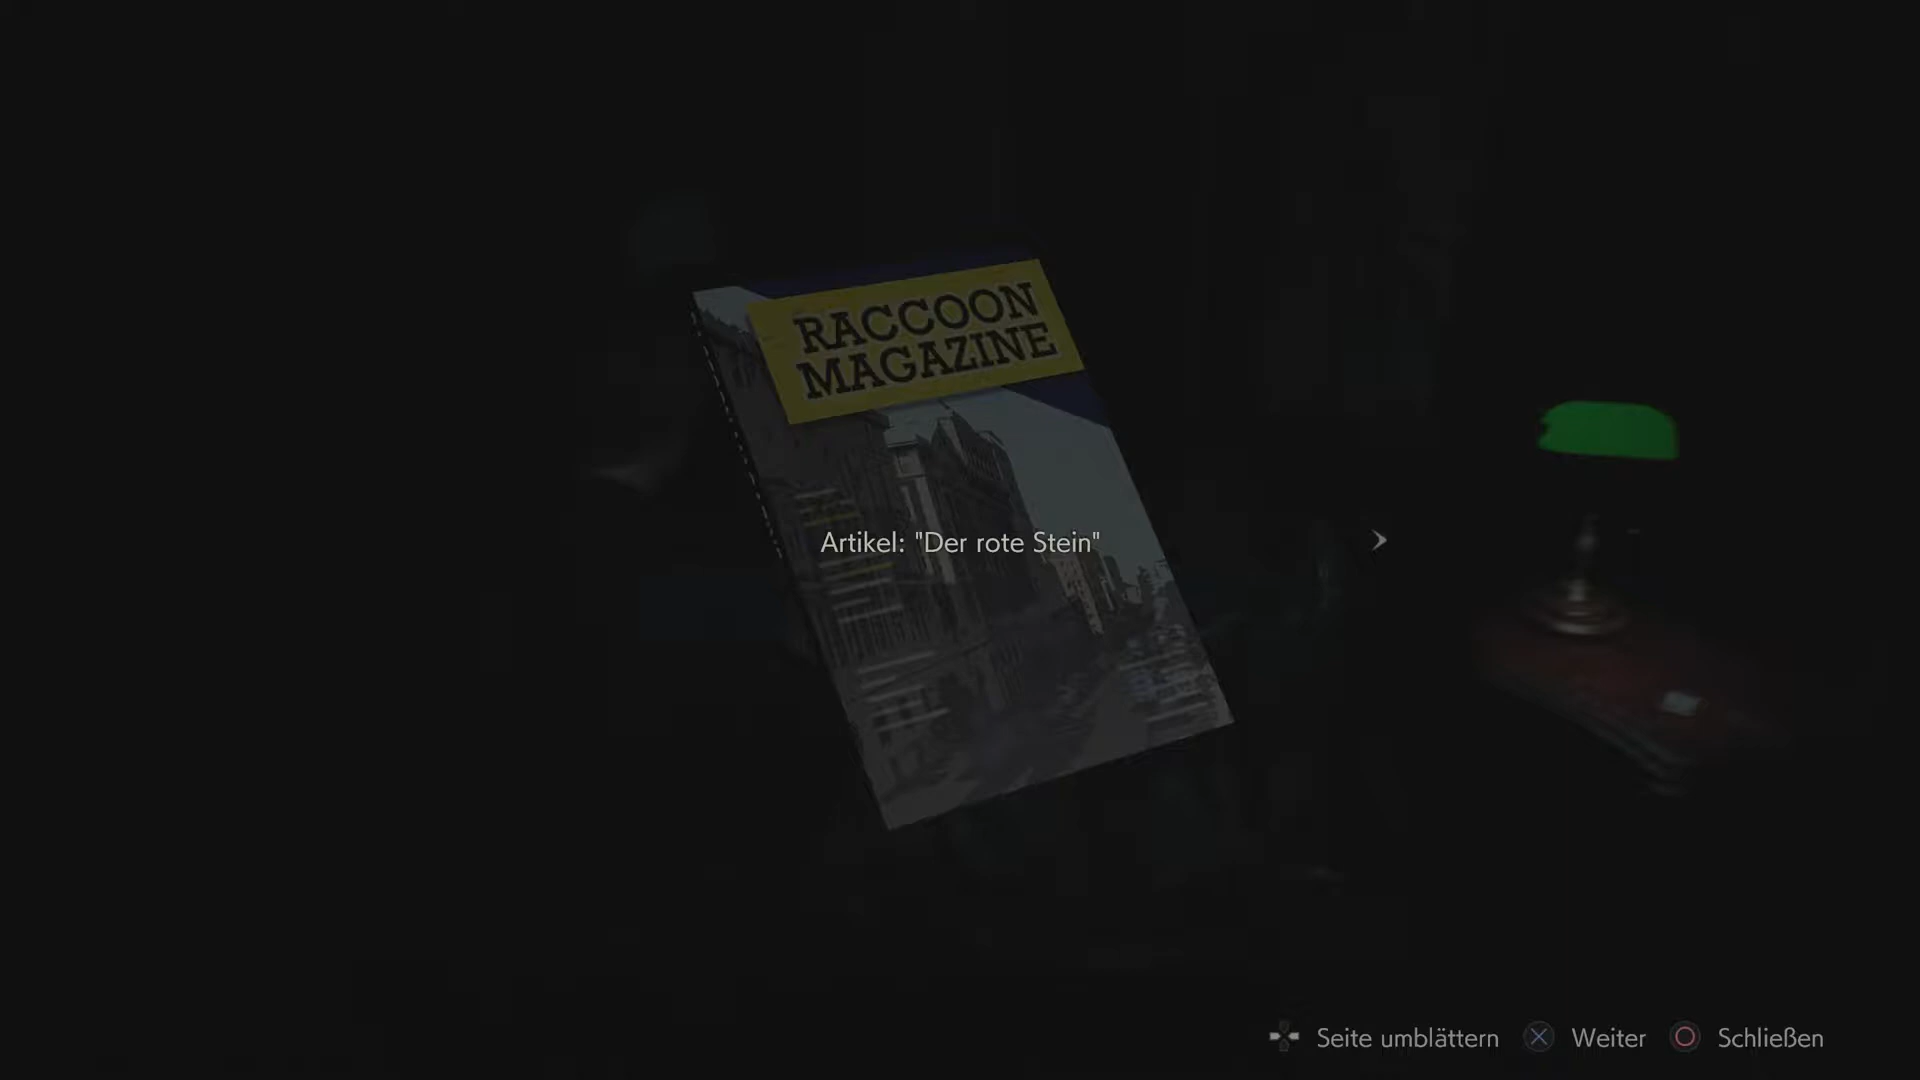 RACCOON
MAGAZINE
Artikel: "Der rote Stein"
Seite umblättern
Weiter
Schließen